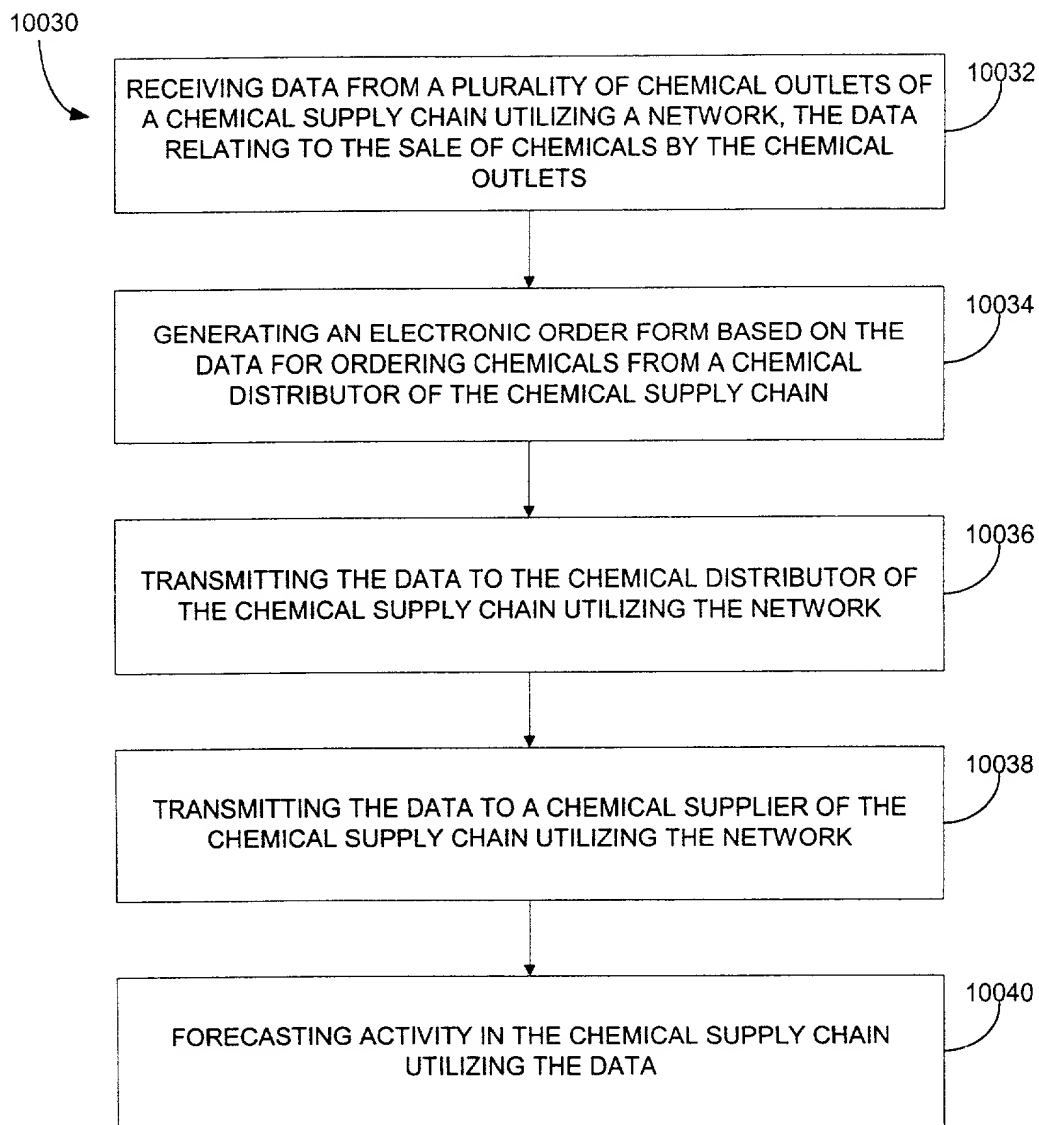 10030
RECEIVING DATA FROM A PLURALITY OF CHEMICAL OUTLETS OF
A CHEMICAL SUPPLY CHAIN UTILIZING A NETWORK, THE DATA
RELATING TO THE SALE OF CHEMICALS BY THE CHEMICAL
OUTLETS
10032
GENERATING AN ELECTRONIC ORDER FORM BASED ON THE
DATA FOR ORDERING CHEMICALS FROM A CHEMICAL
DISTRIBUTOR OF THE CHEMICAL SUPPLY CHAIN
10034
TRANSMITTING THE DATA TO THE CHEMICAL DISTRIBUTOR OF
THE CHEMICAL SUPPLY CHAIN UTILIZING THE NETWORK
10036
TRANSMITTING THE DATA TO A CHEMICAL SUPPLIER OF THE
CHEMICAL SUPPLY CHAIN UTILIZING THE NETWORK
10038
FORECASTING ACTIVITY IN THE CHEMICAL SUPPLY CHAIN
UTILIZING THE DATA
10040